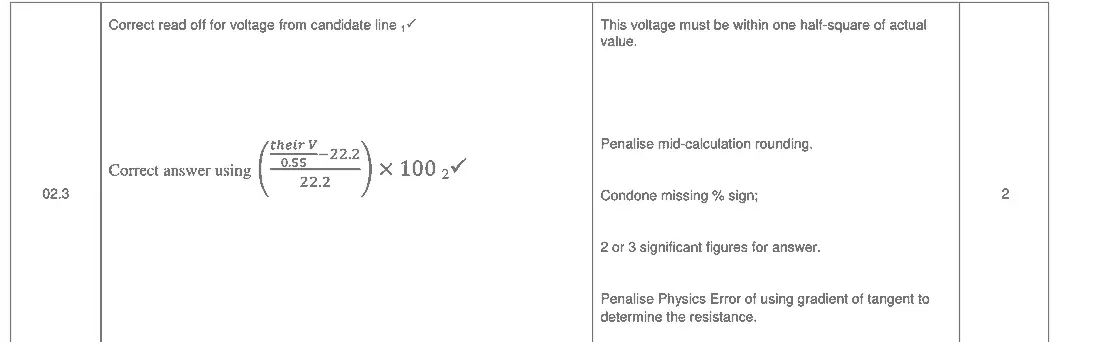 Correct read off for voltage from candidate line ₁✓
This voltage must be within one half-square of actual
value.
Penalise mid-calculation rounding.
Correct answer using ((their V/0.55 − 22.2)/22.2) × 100 ₂✓
02.3
Condone missing % sign;
2
2 or 3 significant figures for answer.
Penalise Physics Error of using gradient of tangent to
determine the resistance.